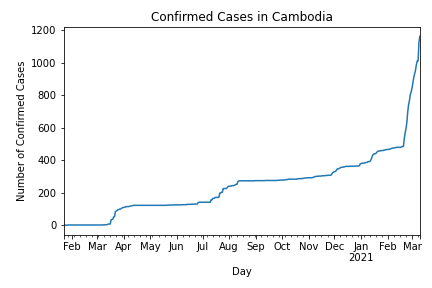 Confirmed Cases in Cambodia
1200
1000
800
600
400
200
0
Number of Confirmed Cases
Feb Mar Apr May Jun Jul Aug Sep Oct Nov Dec Jan Feb Mar
2021
Day